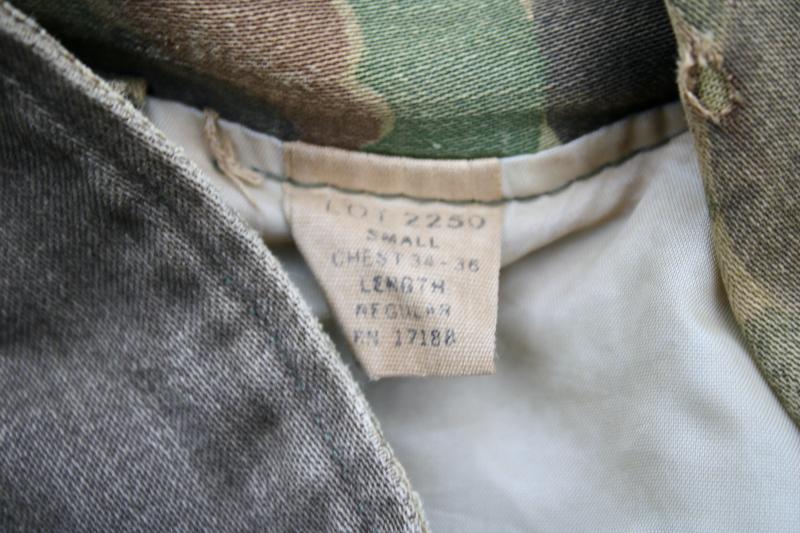 LOT 2250
SMALL
CHEST 34-36
LENGTH
REGULAR
RN 17188